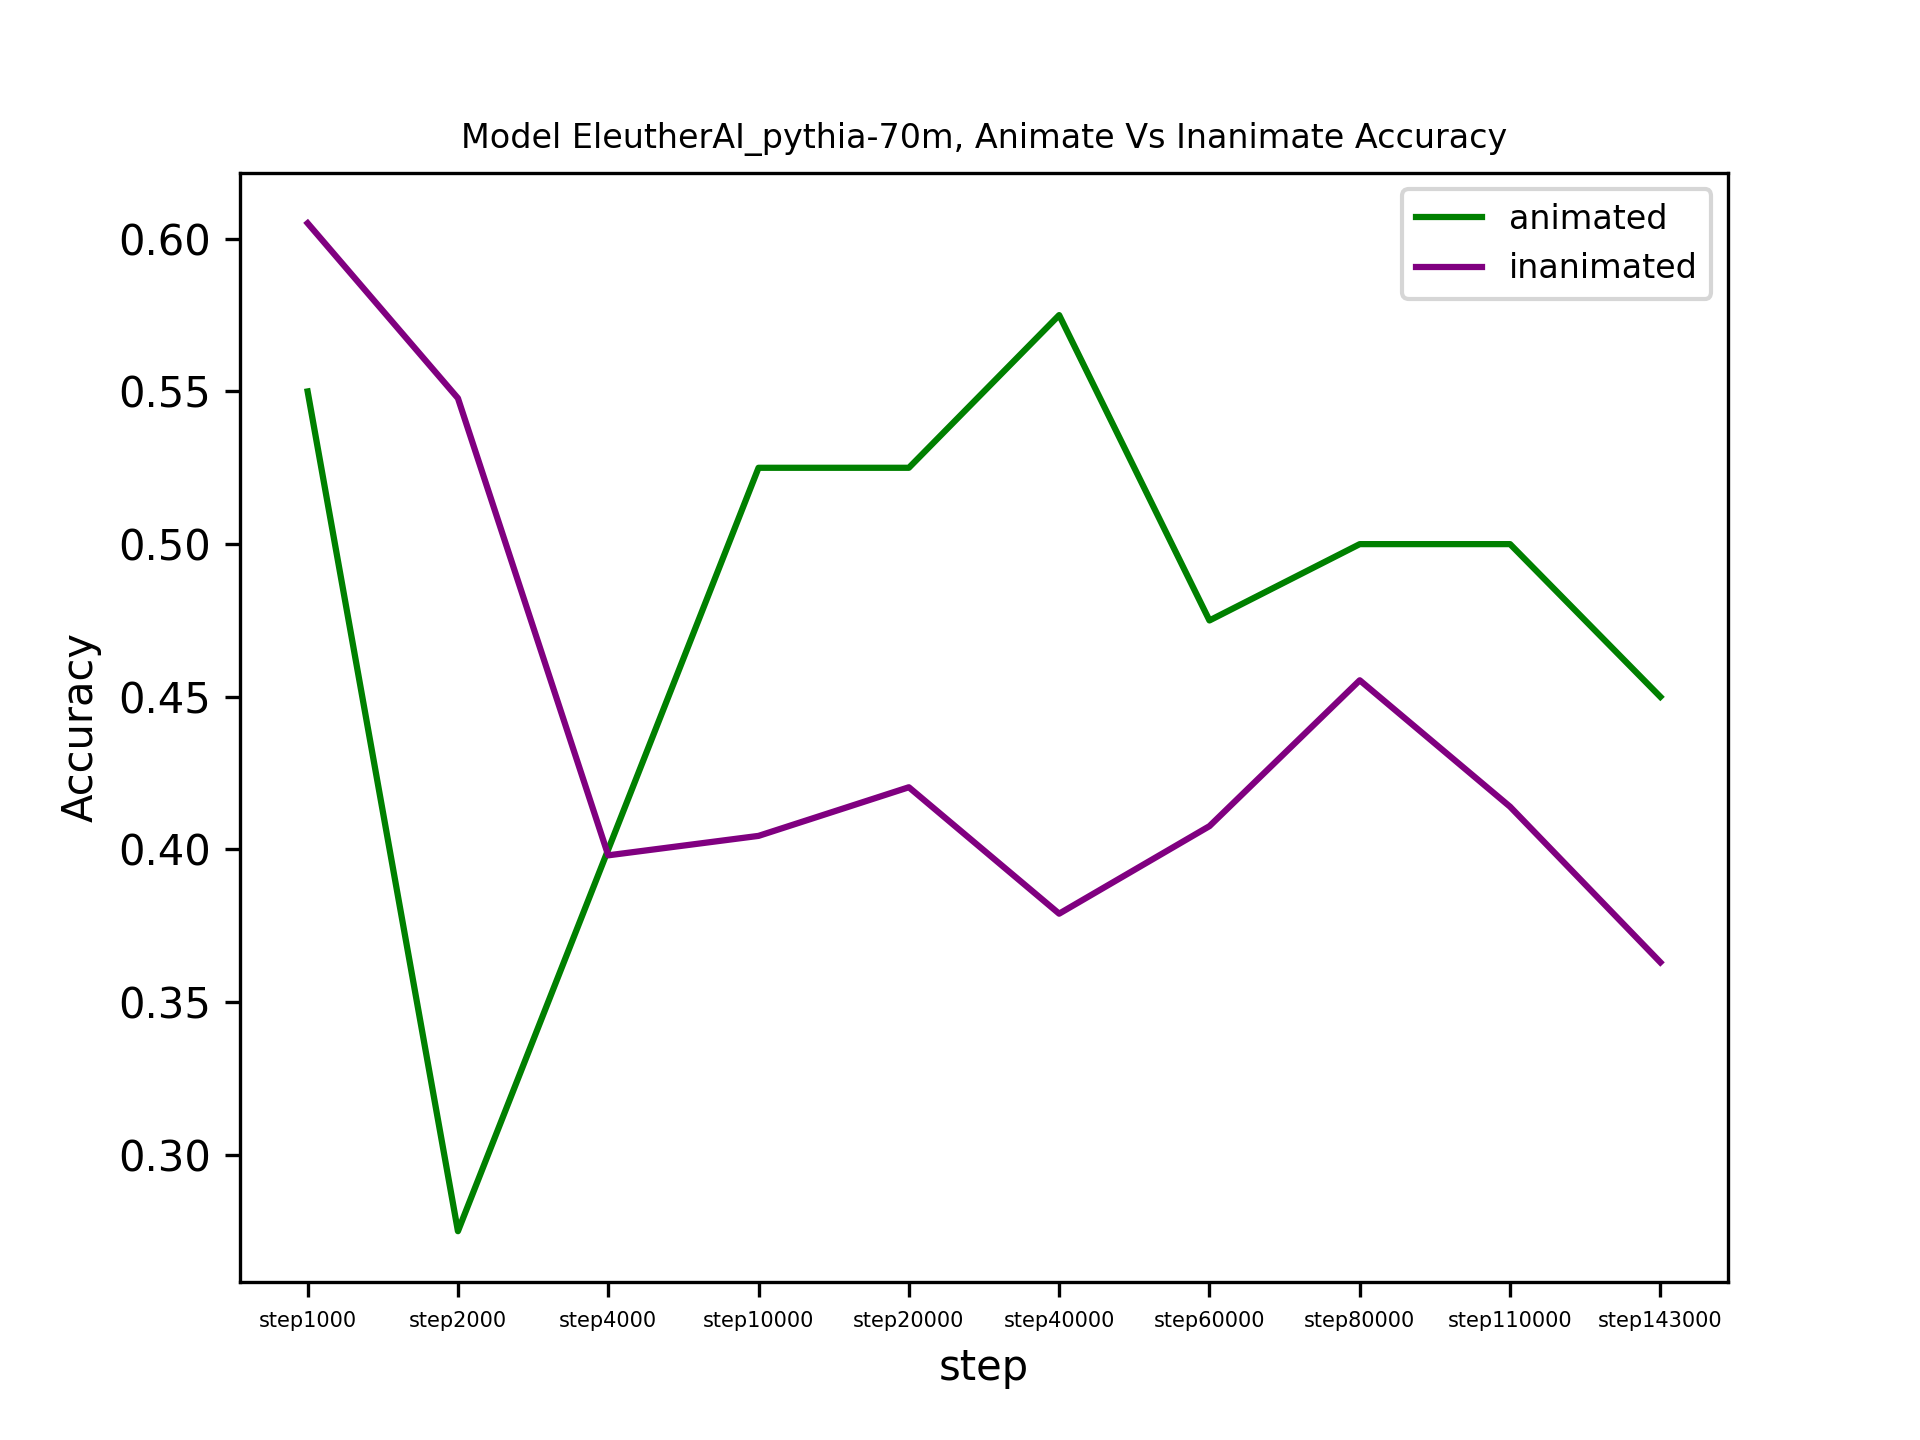 Model EleutherAI_pythia-70m, Animate Vs Inanimate Accuracy
animated
inanimated
Accuracy
0.60
0.55
0.50
0.45
0.40
0.35
0.30
step1000 step2000 step4000 step10000 step20000 step40000 step60000 step80000 step110000 step143000
step